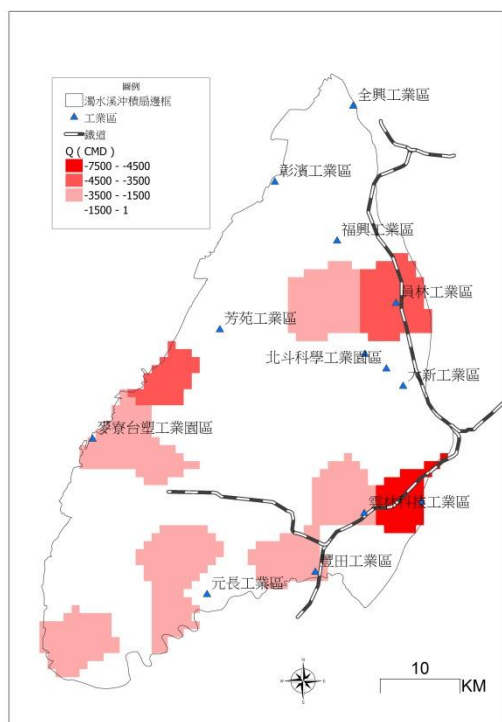 圖例
濁水溪沖積扇邊框
工業區
鐵道
Q ( CMD )
-7500 - -4500
-4500 - -3500
-3500 - -1500
-1500 - 1
全興工業區
彰濱工業區
福興工業區
員林工業區
芳苑工業區
北斗科學工業園區
大新工業區
麥寮台塑工業園區
雲林科技工業區
豐田工業區
元長工業區
N
10
KM